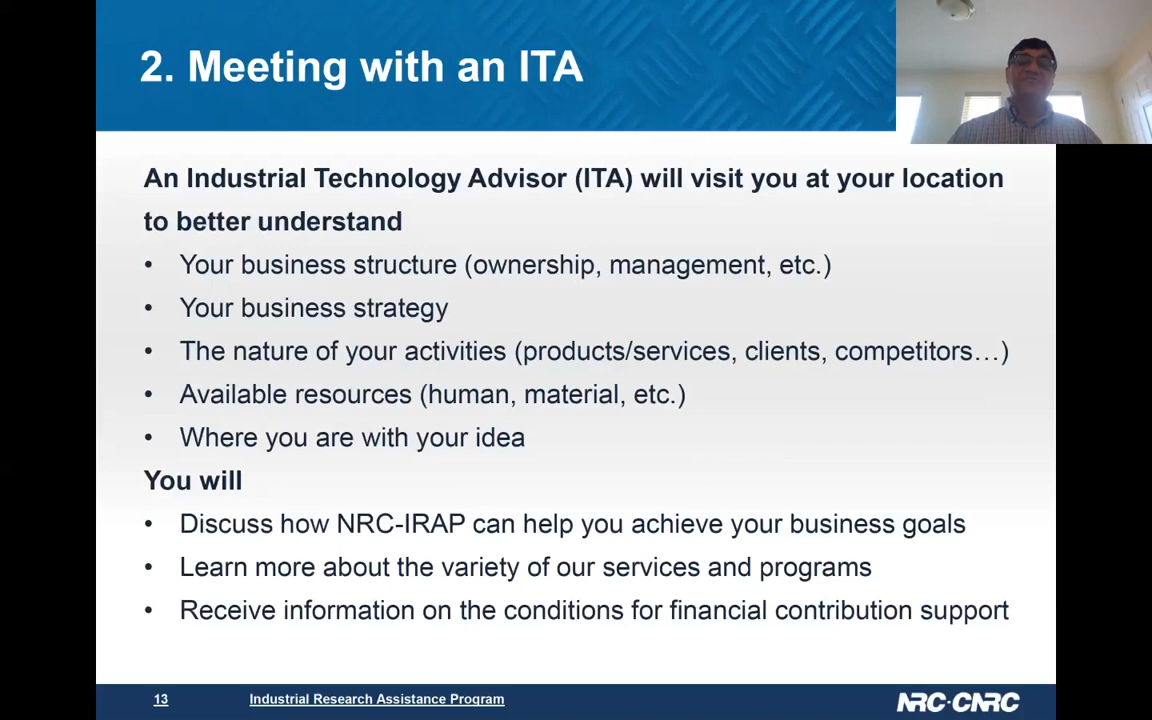 2. Meeting with an ITA
An Industrial Technology Advisor (ITA) will visit you at your location
to better understand
• Your business structure (ownership, management, etc.)
• Your business strategy
• The nature of your activities (products/services, clients, competitors…)
• Available resources (human, material, etc.)
• Where you are with your idea
You will
• Discuss how NRC-IRAP can help you achieve your business goals
• Learn more about the variety of our services and programs
• Receive information on the conditions for financial contribution support
13 Industrial Research Assistance Program NRC·CNRC